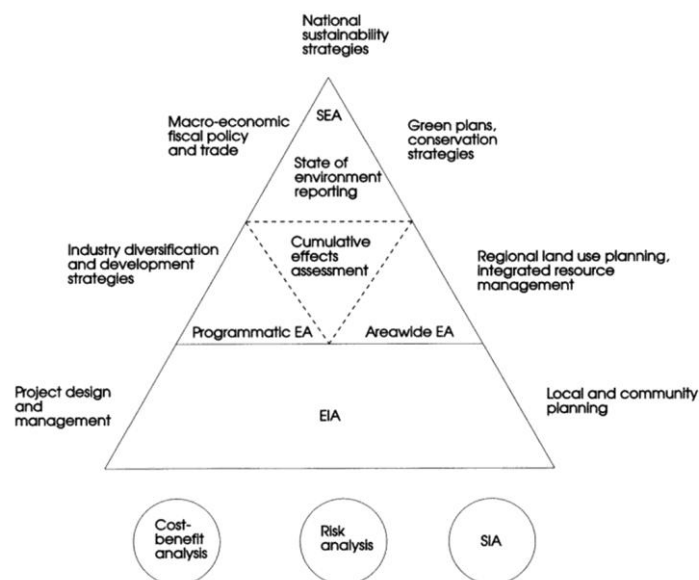 National
sustainability
strategies
Macro-economic
fiscal policy
and trade
SEA
Green plans,
conservation
strategies
State of
environment
reporting
Industry diversification
and development
strategies
Cumulative
effects
assessment
Regional land use planning,
integrated resource
management
Programmatic EA
Areawide EA
Project design
and
management
EIA
Local and community
planning
Cost-
benefit
analysis
Risk
analysis
SIA